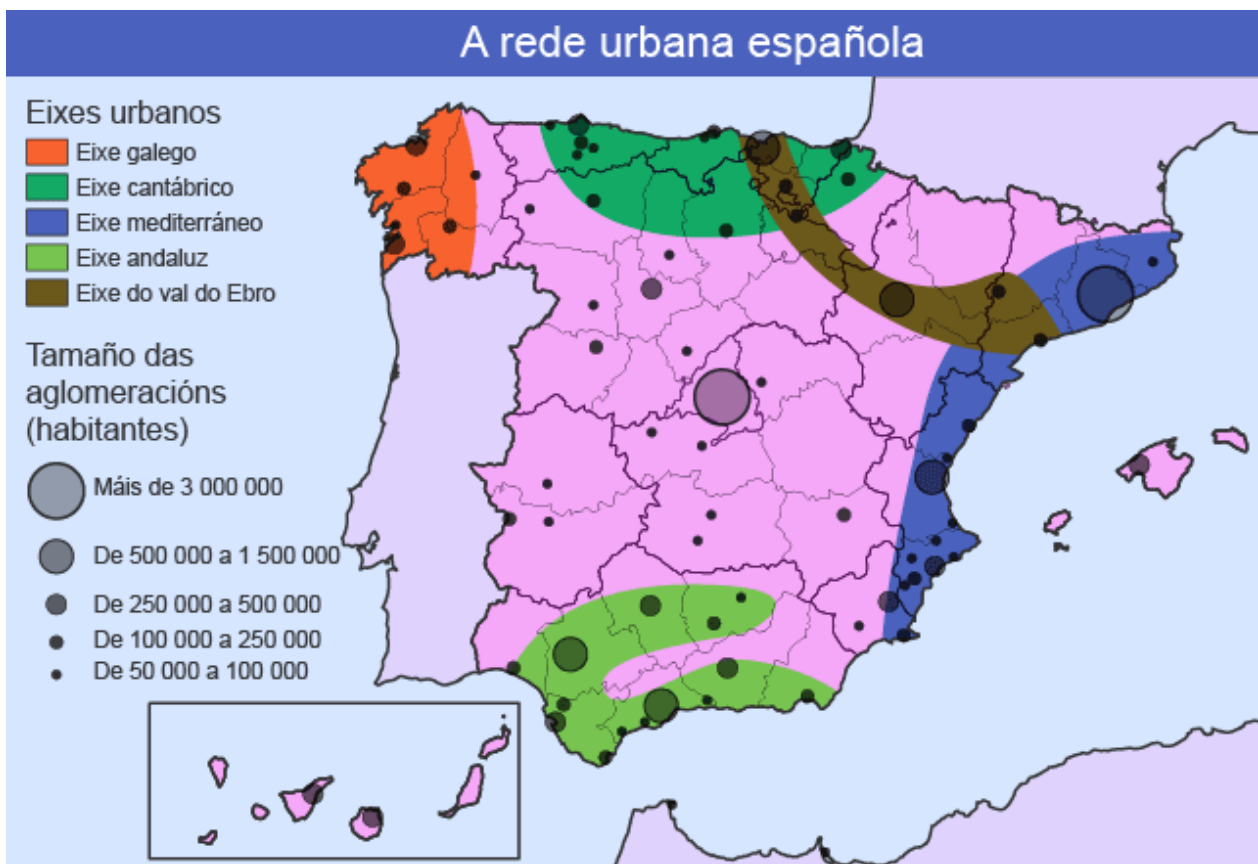 A rede urbana española
Eixes urbanos
Eixe galego
Eixe cantábrico
Eixe mediterráneo
Eixe andaluz
Eixe do val do Ebro
Tamaño das
aglomeracións
(habitantes)
Máis de 3 000 000
De 500 000 a 1 500 000
De 250 000 a 500 000
De 100 000 a 250 000
De 50 000 a 100 000